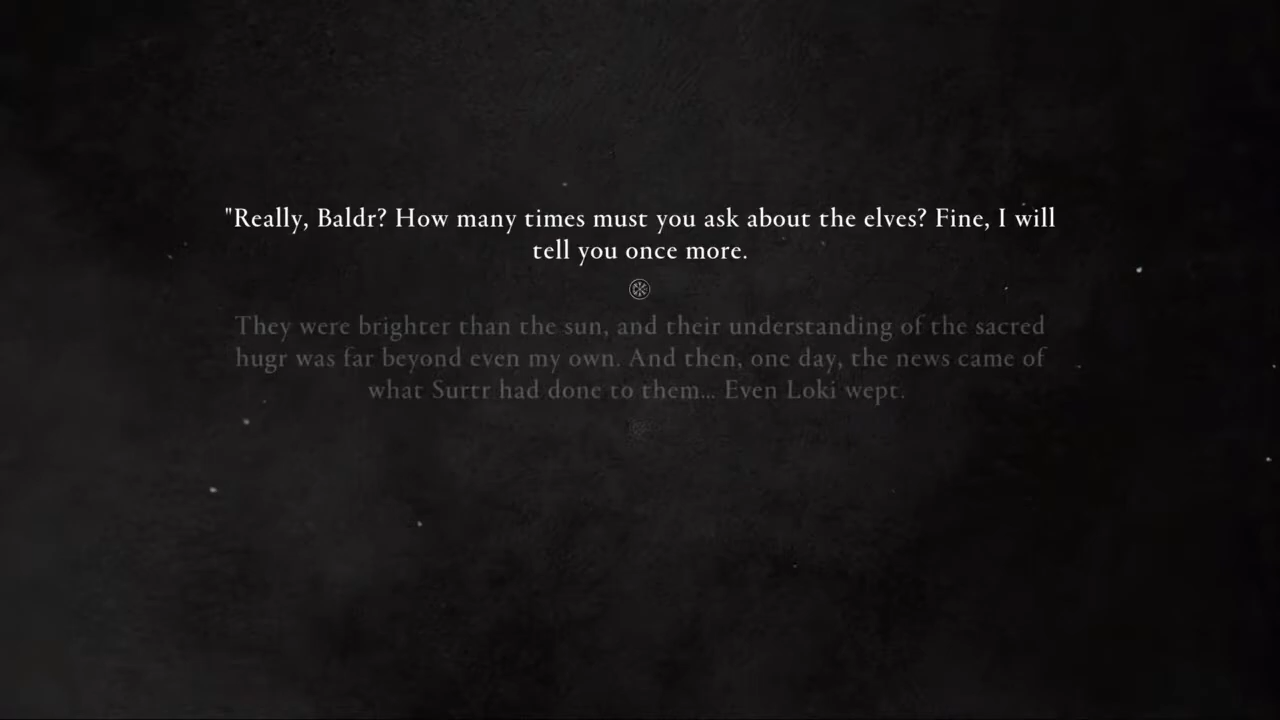 "Really, Baldr? How many times must you ask about the elves? Fine, I will
tell you once more.
They were brighter than the sun, and their understanding of the sacred
hugr was far beyond even my own. And then, one day, the news came of
what Surtr had done to them... Even Loki wept.